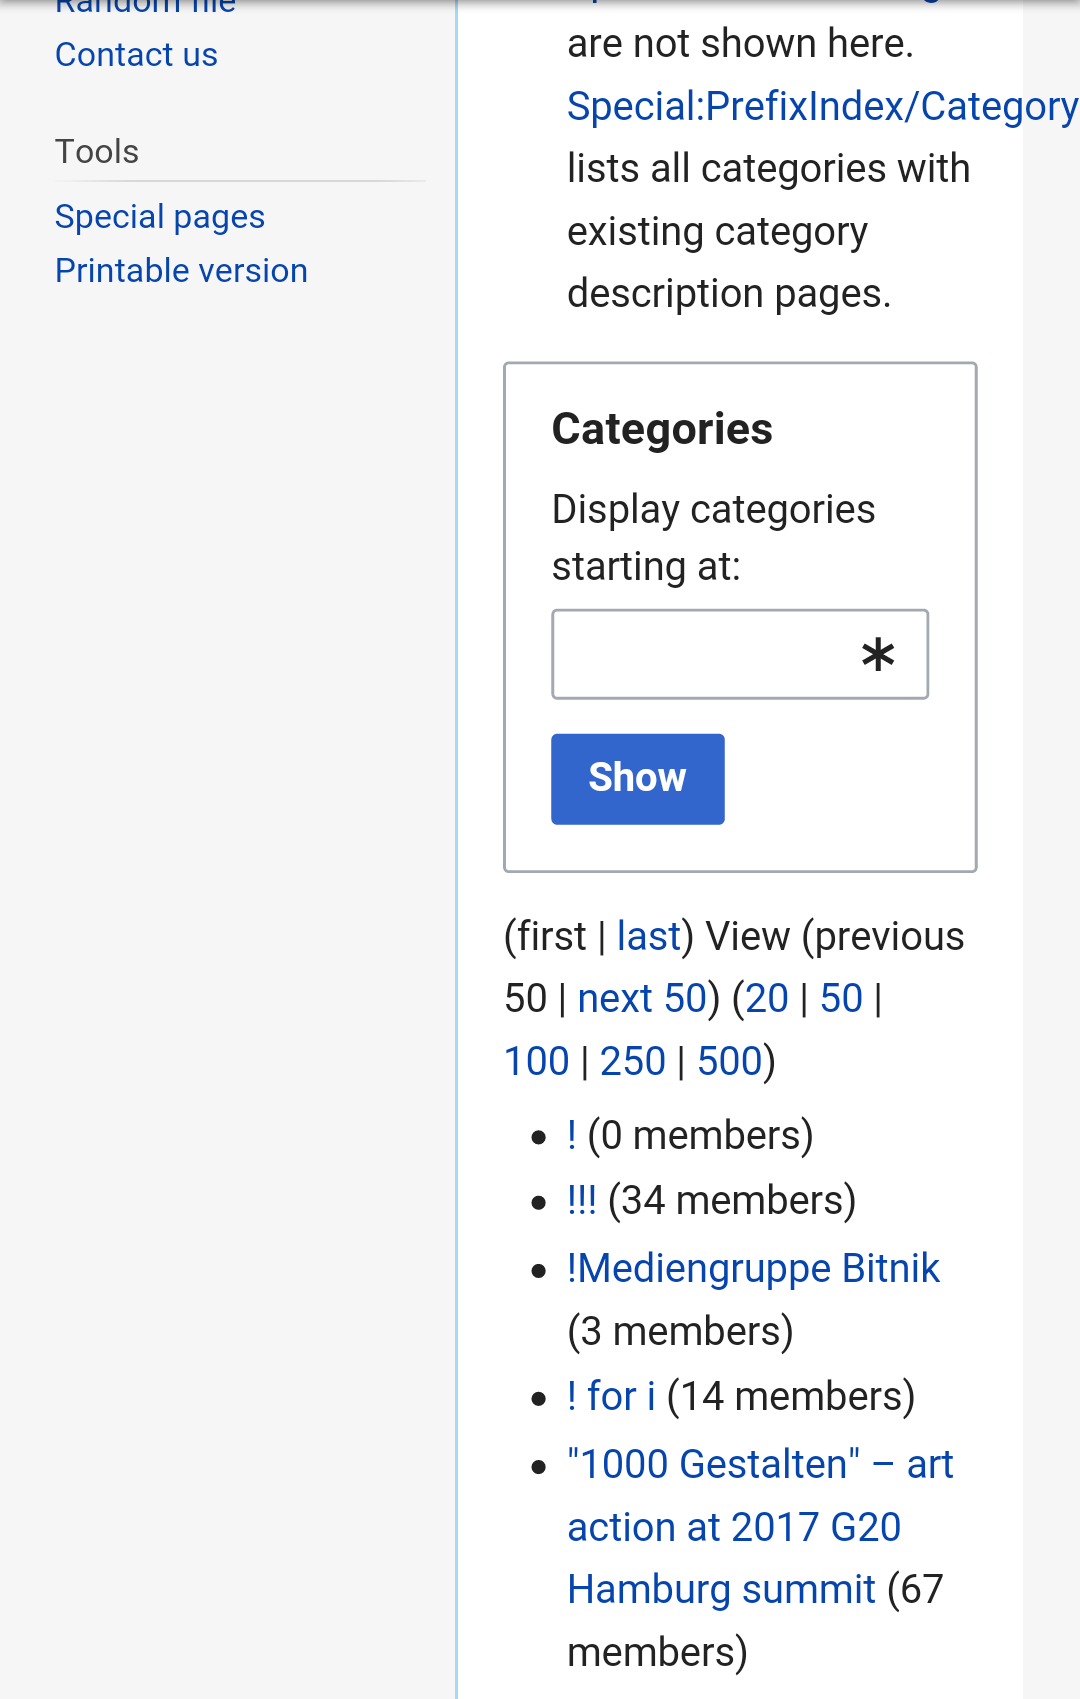 Random file
Contact us
Tools
Special pages
Printable version
are not shown here.
Special:PrefixIndex/Category
lists all categories with
existing category
description pages.
Categories
Display categories
starting at:
*
Show
(first | last) View (previous
50 | next 50) (20 | 50 |
100 | 250 | 500)
• ! (0 members)
• !!! (34 members)
• !Mediengruppe Bitnik
(3 members)
• ! for i (14 members)
• "1000 Gestalten" – art
action at 2017 G20
Hamburg summit (67
members)